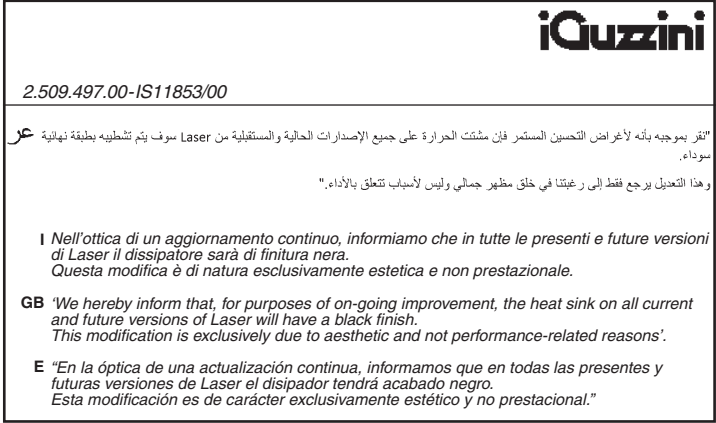 iGuzzini
2.509.497.00-IS11853/00
عر "نقر بموجبه بأنه لأغراض التحسين المستمر فإن مشتت الحرارة على جميع الإصدارات الحالية والمستقبلية من Laser سوف يتم تشطيبه بطبقة نهائية
سوداء.
وهذا التعديل يرجع فقط إلى رغبتنا في خلق مظهر جمالي وليس لأسباب تتعلق بالأداء."
I Nell'ottica di un aggiornamento continuo, informiamo che in tutte le presenti e future versioni
di Laser il dissipatore sarà di finitura nera.
Questa modifica è di natura esclusivamente estetica e non prestazionale.
GB ‘We hereby inform that, for purposes of on-going improvement, the heat sink on all current
and future versions of Laser will have a black finish.
This modification is exclusively due to aesthetic and not performance-related reasons’.
E “En la óptica de una actualización continua, informamos que en todas las presentes y
futuras versiones de Laser el disipador tendrá acabado negro.
Esta modificación es de carácter exclusivamente estético y no prestacional.”